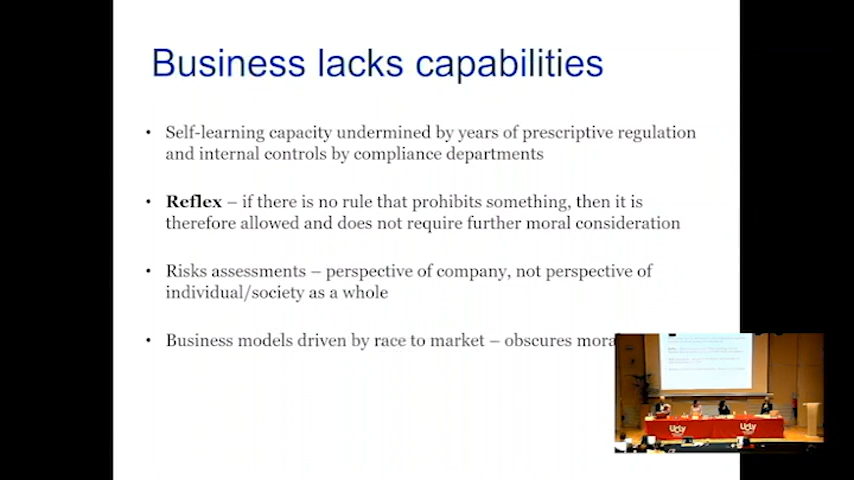 Business lacks capabilities
• Self-learning capacity undermined by years of prescriptive regulation
and internal controls by compliance departments
• Reflex – if there is no rule that prohibits something, then it is
therefore allowed and does not require further moral consideration
• Risks assessments – perspective of company, not perspective of
individual/society as a whole
• Business models driven by race to market – obscures